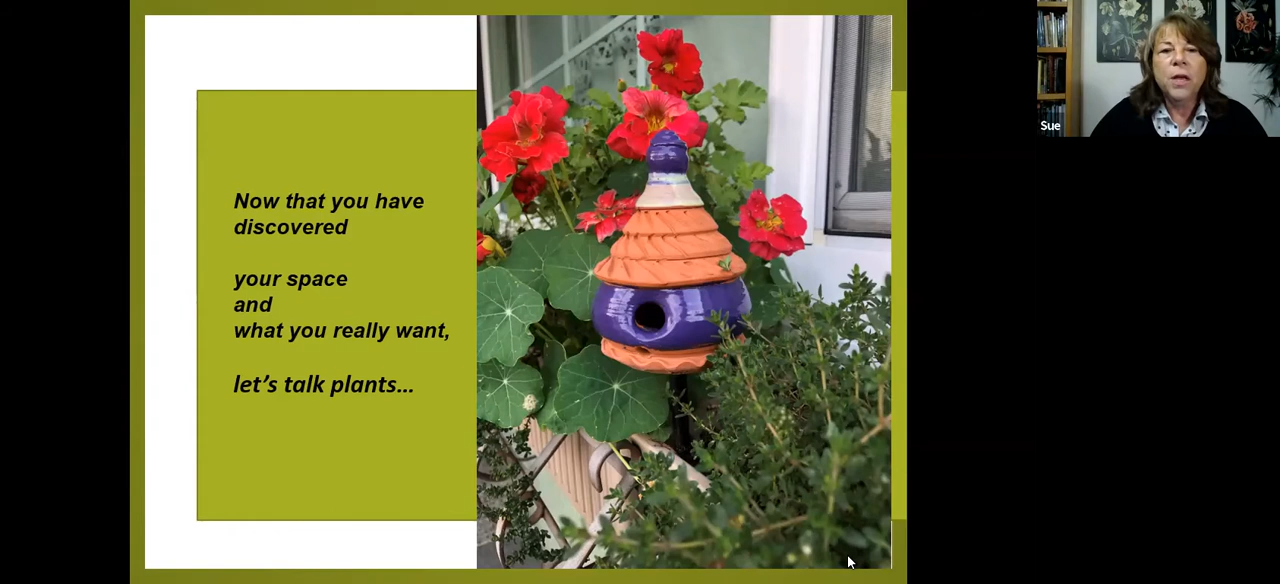 Now that you have
discovered
your space
and
what you really want,
let's talk plants...
Sue